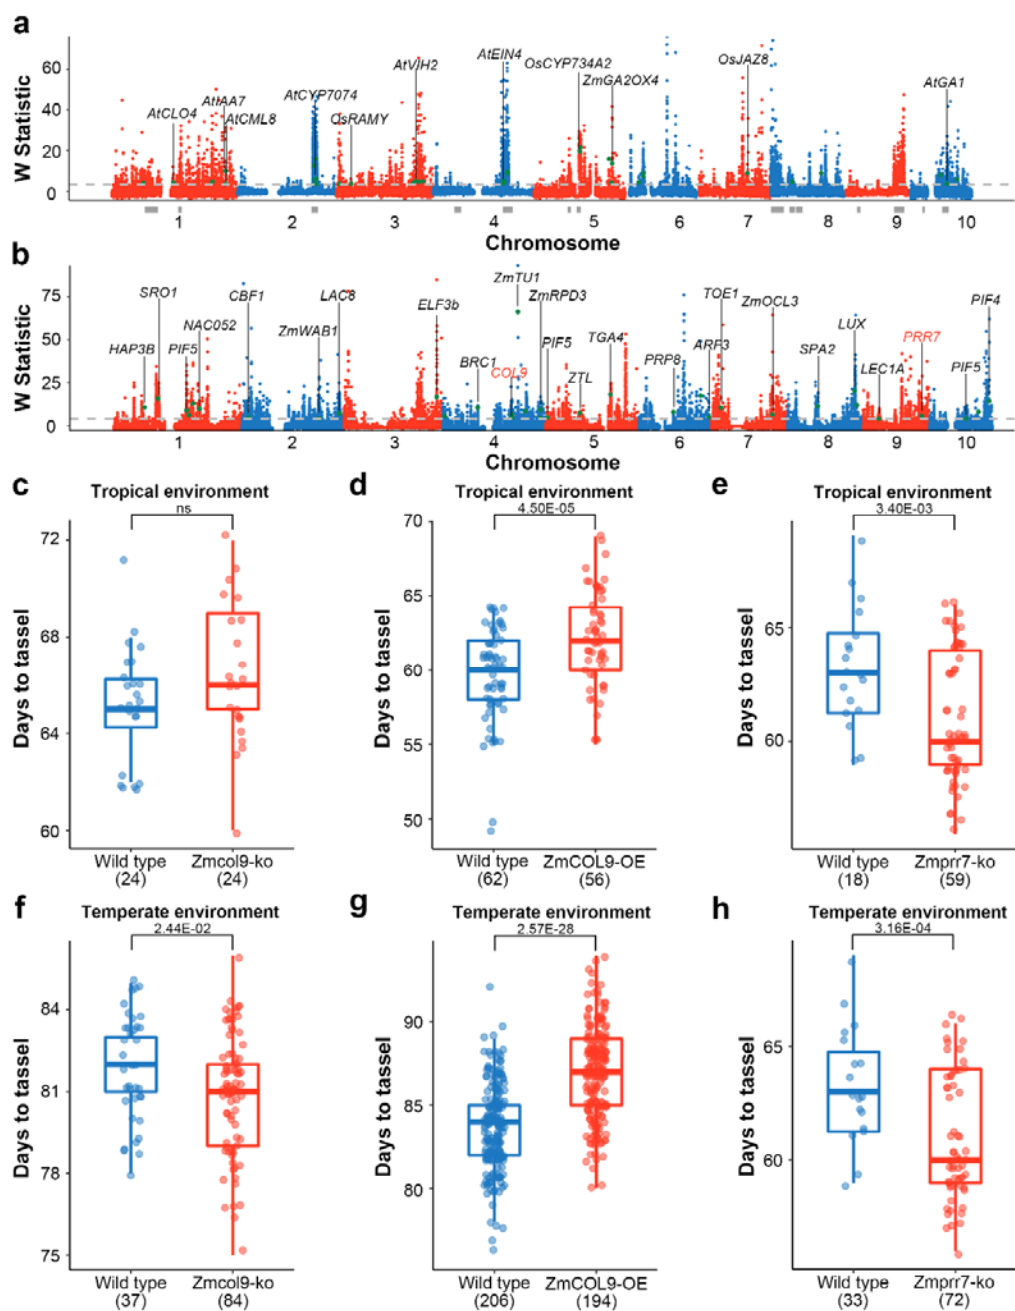 a
W Statistic
60
40
20
0
AtCLO4
AtIAA7
AtCML8
AtCYP7074
OsRAMY
AtVIH2
AtEIN4
OsCYP734A2
ZmGA2OX4
OsJAZ8
AtGA1
1 2 3 4 5 6 7 8 9 10
Chromosome
b
W Statistic
75
50
25
0
HAP3B
SRO1
PIF5
NAC052
CBF1
ZmWAB1
LAC8
ELF3b
BRC1
COL9
ZmTU1
ZmRPD3
PIF5
ZTL
TGA4
PRP8
ARF3
TOE1
ZmOCL3
SPA2
LUX
LEC1A
PRR7
PIF5
PIF4
1 2 3 4 5 6 7 8 9 10
Chromosome
c
Tropical environment
ns
Days to tassel
72
68
64
60
Wild type Zmcol9-ko
(24) (24)
d
Tropical environment
4.50E-05
Days to tassel
70
65
60
55
50
Wild type ZmCOL9-OE
(62) (56)
e
Tropical environment
3.40E-03
Days to tassel
65
60
Wild type Zmprr7-ko
(18) (59)
f
Temperate environment
2.44E-02
Days to tassel
84
81
78
75
Wild type Zmcol9-ko
(37) (84)
g
Temperate environment
2.57E-28
Days to tassel
90
85
80
Wild type ZmCOL9-OE
(206) (194)
h
Temperate environment
3.16E-04
Days to tassel
65
60
Wild type Zmprr7-ko
(33) (72)